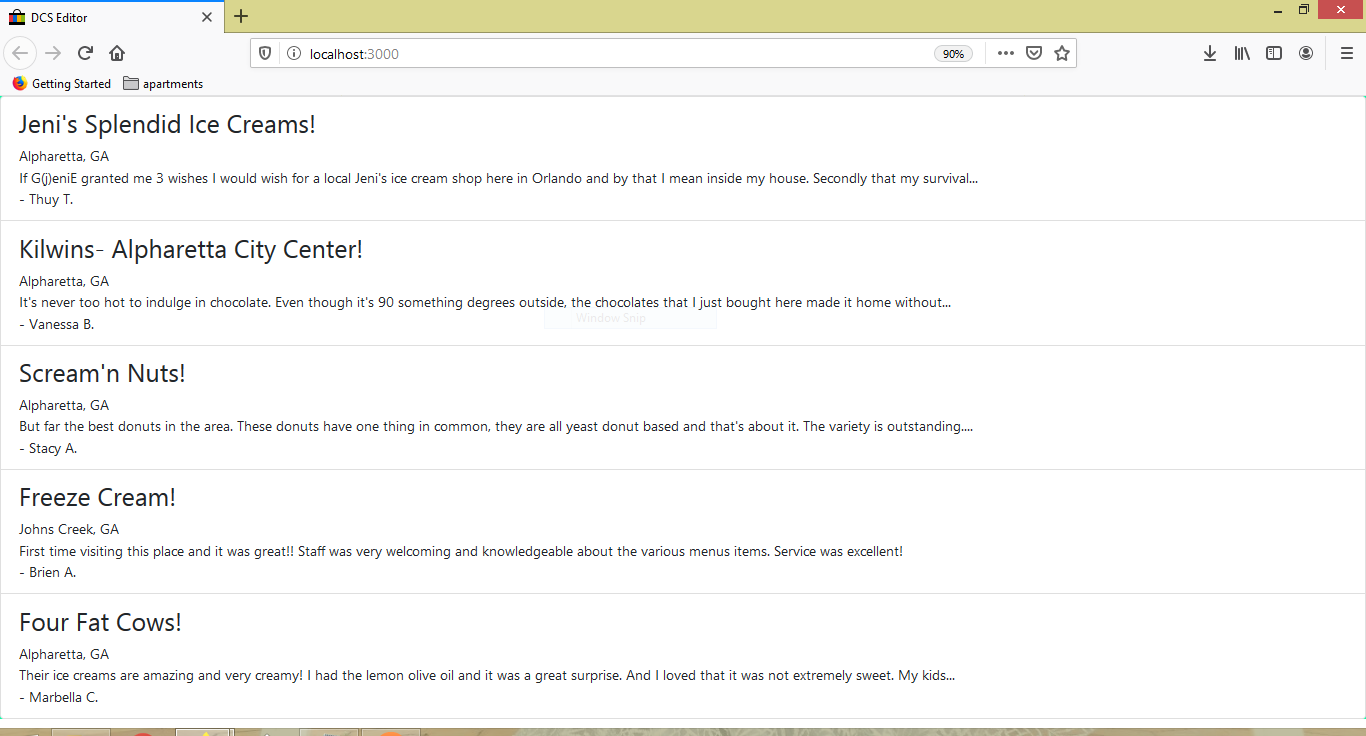 DCS Editor
localhost:3000
90%
Getting Started
apartments
Jeni's Splendid Ice Creams!
Alpharetta, GA
If G(j)eniE granted me 3 wishes I would wish for a local Jeni's ice cream shop here in Orlando and by that I mean inside my house. Secondly that my survival...
- Thuy T.
Kilwins- Alpharetta City Center!
Alpharetta, GA
It's never too hot to indulge in chocolate. Even though it's 90 something degrees outside, the chocolates that I just bought here made it home without...
Window Snip
- Vanessa B.
Scream'n Nuts!
Alpharetta, GA
But far the best donuts in the area. These donuts have one thing in common, they are all yeast donut based and that's about it. The variety is outstanding....
- Stacy A.
Freeze Cream!
Johns Creek, GA
First time visiting this place and it was great!! Staff was very welcoming and knowledgeable about the various menus items. Service was excellent!
- Brien A.
Four Fat Cows!
Alpharetta, GA
Their ice creams are amazing and very creamy! I had the lemon olive oil and it was a great surprise. And I loved that it was not extremely sweet. My kids...
- Marbella C.